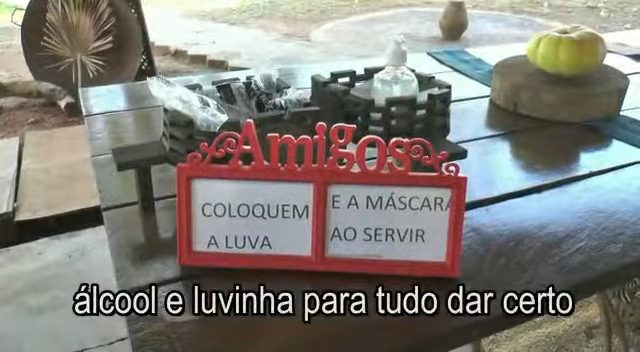 Amigos
COLOQUEM
A LUVA
E A MÁSCARA
AO SERVIR
álcool e luvinha para tudo dar certo